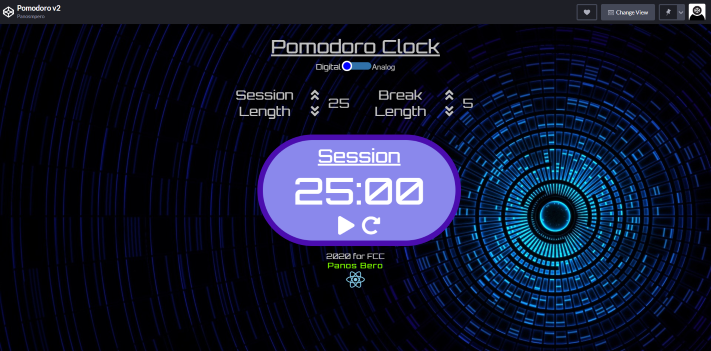 Pomodoro v2
Panosmpero
Change View
Pomodoro Clock
Digital Analog
Session Length 25
Break Length 5
Session
25:00
2020 for FCC
Panos Bero